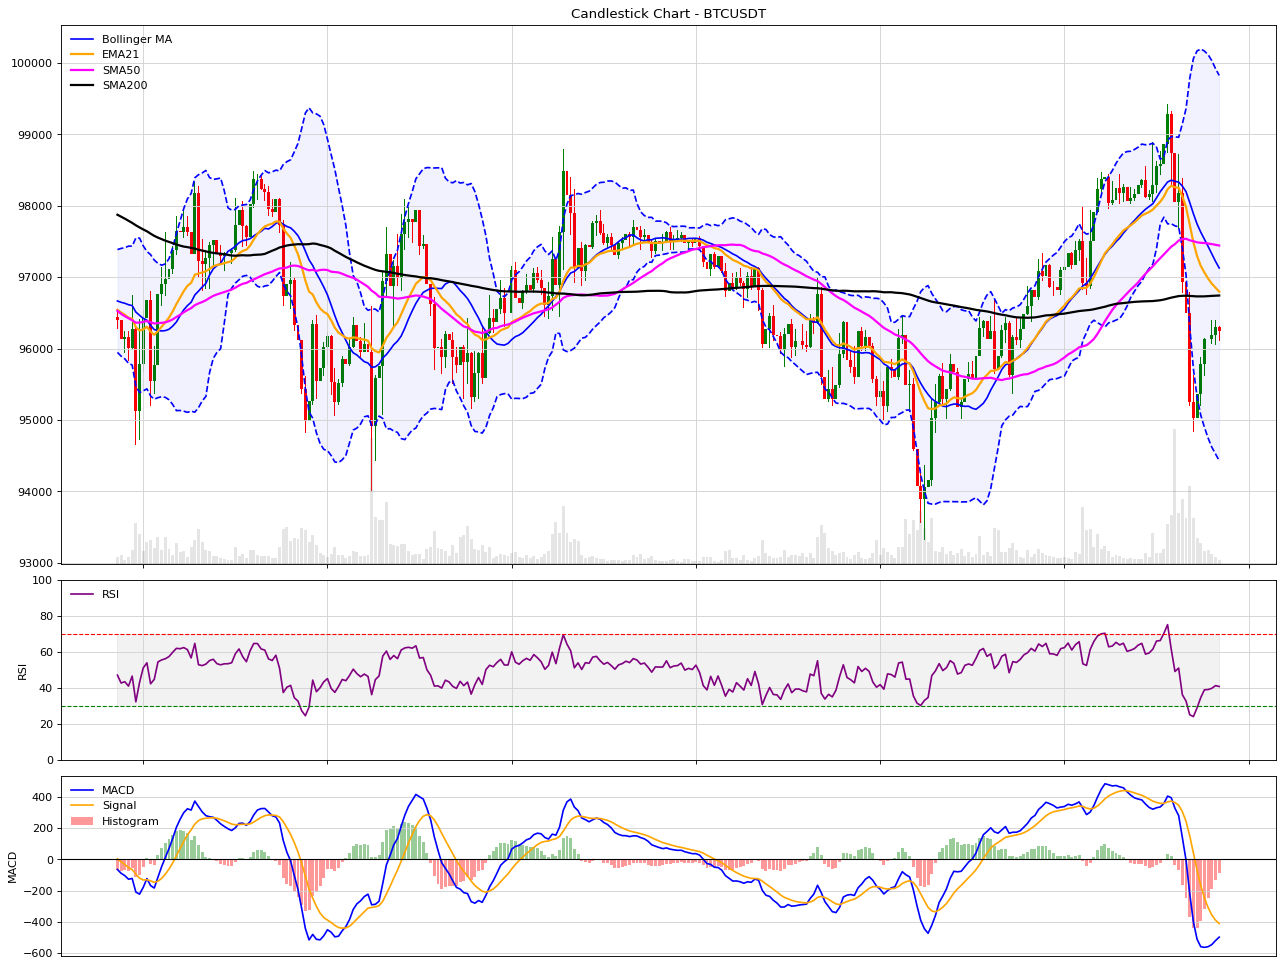 Candlestick Chart - BTCUSDT
Bollinger MA
EMA21
SMA50
SMA200
100000
99000
98000
97000
96000
95000
94000
93000
RSI
100
80
60
40
20
0
RSI
MACD
Signal
Histogram
400
200
0
−200
−400
−600
MACD